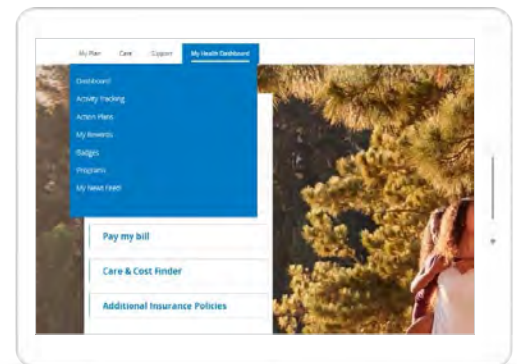 My Plan Care Support My Health Dashboard
Dashboard
Activity Tracking
Action Plans
My Rewards
Badges
Programs
My News Feed
Pay my bill
Care & Cost Finder
Additional Insurance Policies